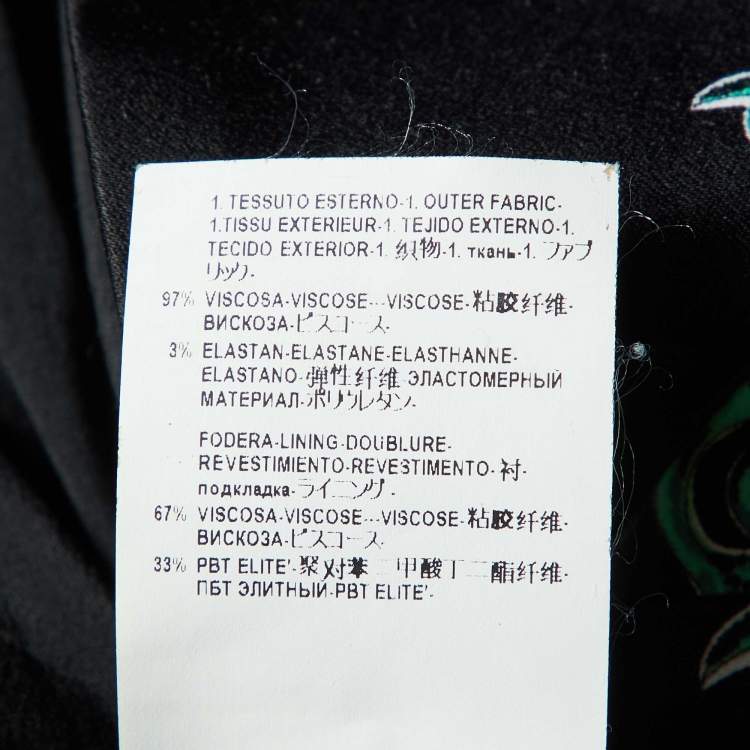 1. TESSUTO ESTERNO-1. OUTER FABRIC-
1.TISSU EXTERIEUR-1. TEJIDO EXTERNO-1.
TECIDO EXTERIOR-1. 织物-1. ткань-1. ファブ
リック-
97% VISCOSA-VISCOSE---VISCOSE-粘胶纤维-
ВИСКОЗА-ビスコース-
3% ELASTAN-ELASTANE-ELASTHANNE-
ELASTANO-弹性纤维-ЭЛАСТОМЕРНЫЙ
МАТЕРИАЛ-ポリウレタン-
FODERA-LINING-DOUBLURE-
REVESTIMIENTO-REVESTIMENTO-衬-
подкладка-ライニング-
67% VISCOSA-VISCOSE---VISCOSE-粘胶纤维-
ВИСКОЗА-ビスコース-
33% PBT ELITE'-聚对苯二甲酸丁二酯纤维-
ПБТ ЭЛИТНЫЙ-PBT ELITE'-